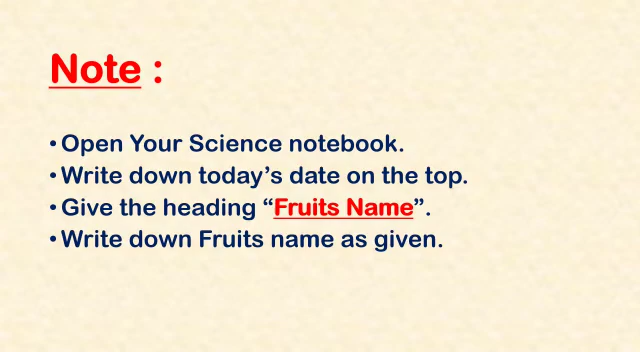 Note :
• Open Your Science notebook.
• Write down today’s date on the top.
• Give the heading “Fruits Name”.
• Write down Fruits name as given.